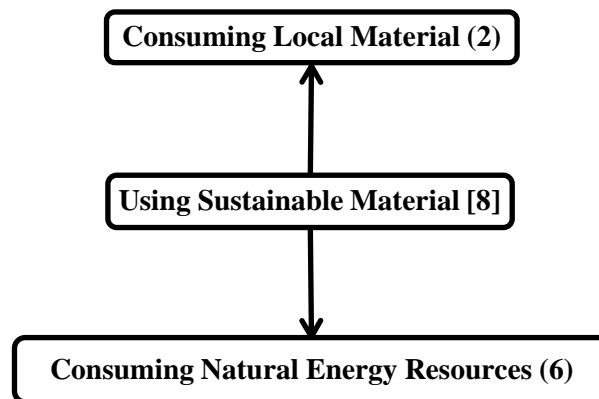 Consuming Local Material (2)
Using Sustainable Material [8]
Consuming Natural Energy Resources (6)